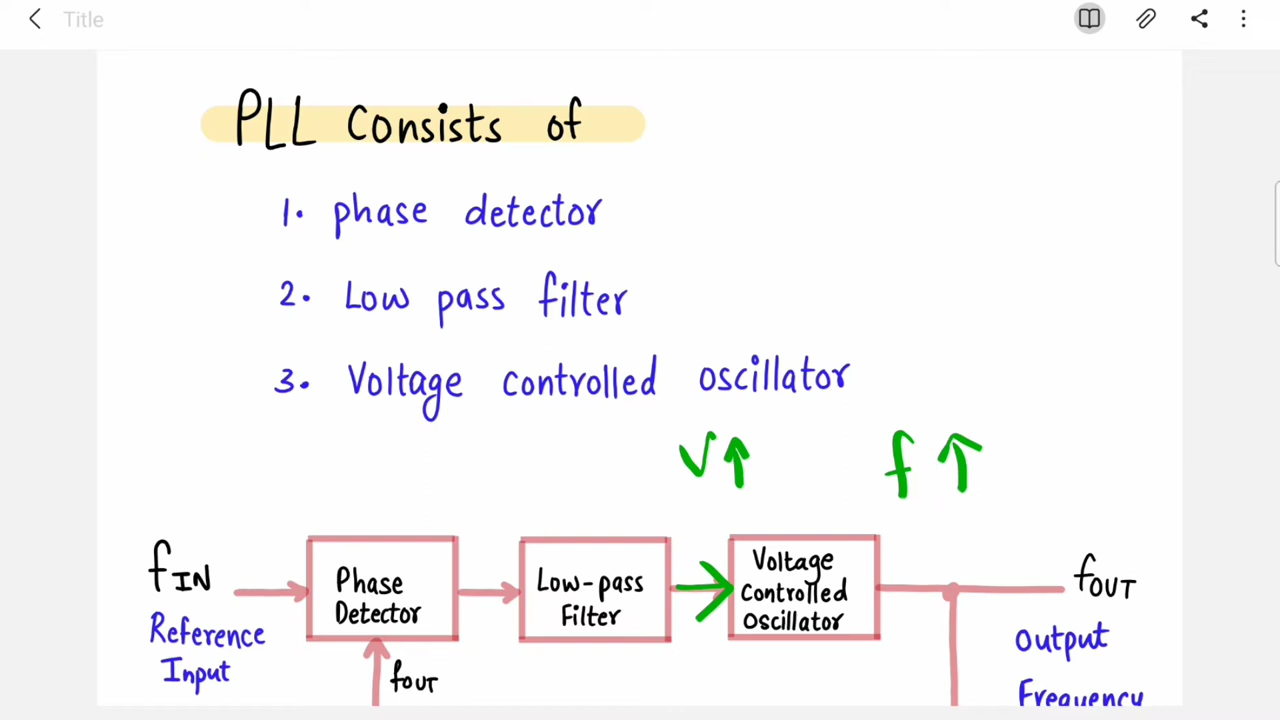 Title
PLL Consists of
1. phase detector
2. Low pass filter
3. Voltage controlled oscillator
V↑ f↑
fIN
Reference
Input
Phase
Detector
Low-pass
Filter
Voltage
Controlled
Oscillator
fOUT
Output
Frequency
fOUT